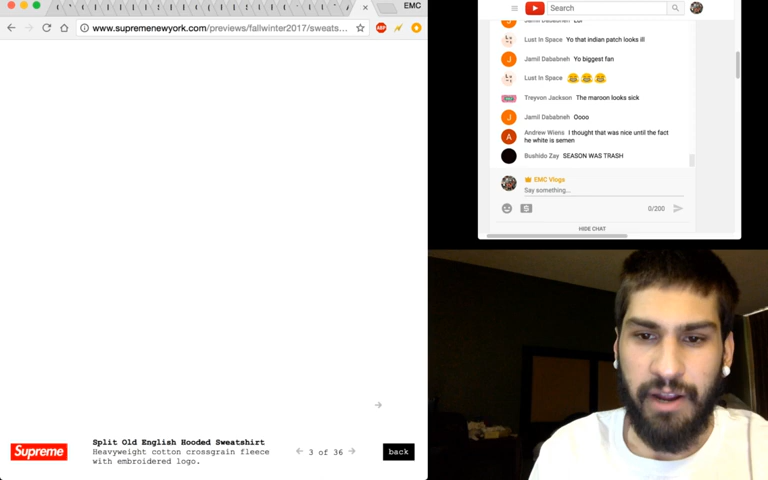 EMC
www.supremenewyork.com/previews/fallwinter2017/sweats...
ABP
Split Old English Hooded Sweatshirt
Heavyweight cotton crossgrain fleece
with embroidered logo.
Supreme
3 of 36
back
Search
Lust In Space Yo that indian patch looks ill
J Jamil Dababneh Yo biggest fan
Lust In Space 😂😂😂
Treyvon Jackson The maroon looks sick
J Jamil Dababneh Oooo
A Andrew Wiens I thought that was nice until the fact
he white is semen
Bushido Zay SEASON WAS TRASH
EMC Vlogs
Say something...
0/200
HIDE CHAT